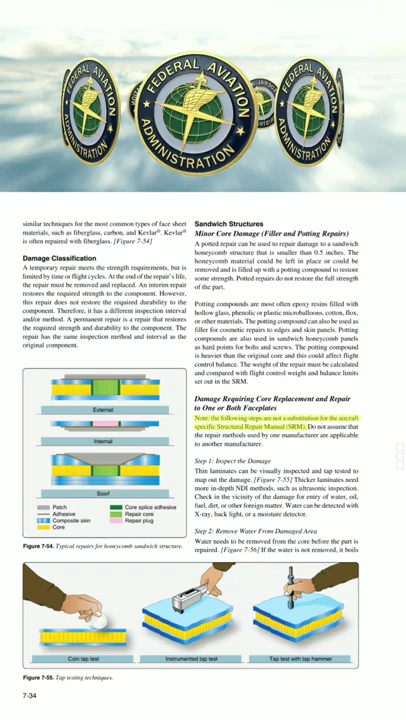 FEDERAL AVIATION
ADMINISTRATION
FEDERAL AVIATION
ADMINISTRATION
FEDERAL AVIATION
ADMINISTRATION
similar techniques for the most common types of face sheet
materials, such as fiberglass, carbon, and Kevlar®. Kevlar®
is often repaired with fiberglass. [Figure 7-54]
Damage Classification
A temporary repair meets the strength requirements, but is
limited by time or flight cycles. At the end of the repair's life,
the repair must be removed and replaced. An interim repair
restores the required strength to the component. However,
this repair does not restore the required durability to the
component. Therefore, it has a different inspection interval
and/or method. A permanent repair is a repair that restores
the required strength and durability to the component. The
repair has the same inspection method and interval as the
original component.
External
Internal
Scarf
Patch
Adhesive
Composite skin
Core
Core splice adhesive
Repair core
Repair plug
Figure 7-54. Typical repairs for honeycomb sandwich structure.
Sandwich Structures
Minor Core Damage (Filler and Potting Repairs)
A potted repair can be used to repair damage to a sandwich
honeycomb structure that is smaller than 0.5 inches. The
honeycomb material could be left in place or could be
removed and is filled up with a potting compound to restore
some strength. Potted repairs do not restore the full strength
of the part.
Potting compounds are most often epoxy resins filled with
hollow glass, phenolic or plastic microballoons, cotton, flox,
or other materials. The potting compound can also be used as
filler for cosmetic repairs to edges and skin panels. Potting
compounds are also used in sandwich honeycomb panels
as hard points for bolts and screws. The potting compound
is heavier than the original core and this could affect flight
control balance. The weight of the repair must be calculated
and compared with flight control weight and balance limits
set out in the SRM.
Damage Requiring Core Replacement and Repair
to One or Both Faceplates
Note: the following steps are not a substitution for the aircraft
specific Structural Repair Manual (SRM). Do not assume that
the repair methods used by one manufacturer are applicable
to another manufacturer.
Step 1: Inspect the Damage
Thin laminates can be visually inspected and tap tested to
map out the damage. [Figure 7-55] Thicker laminates need
more in-depth NDI methods, such as ultrasonic inspection.
Check in the vicinity of the damage for entry of water, oil,
fuel, dirt, or other foreign matter. Water can be detected with
X-ray, back light, or a moisture detector.
Step 2: Remove Water From Damaged Area
Water needs to be removed from the core before the part is
repaired. [Figure 7-56] If the water is not removed, it boils
Coin tap test
Instrumented tap test
Tap test with tap hammer
Figure 7-55. Tap testing techniques.
7-34